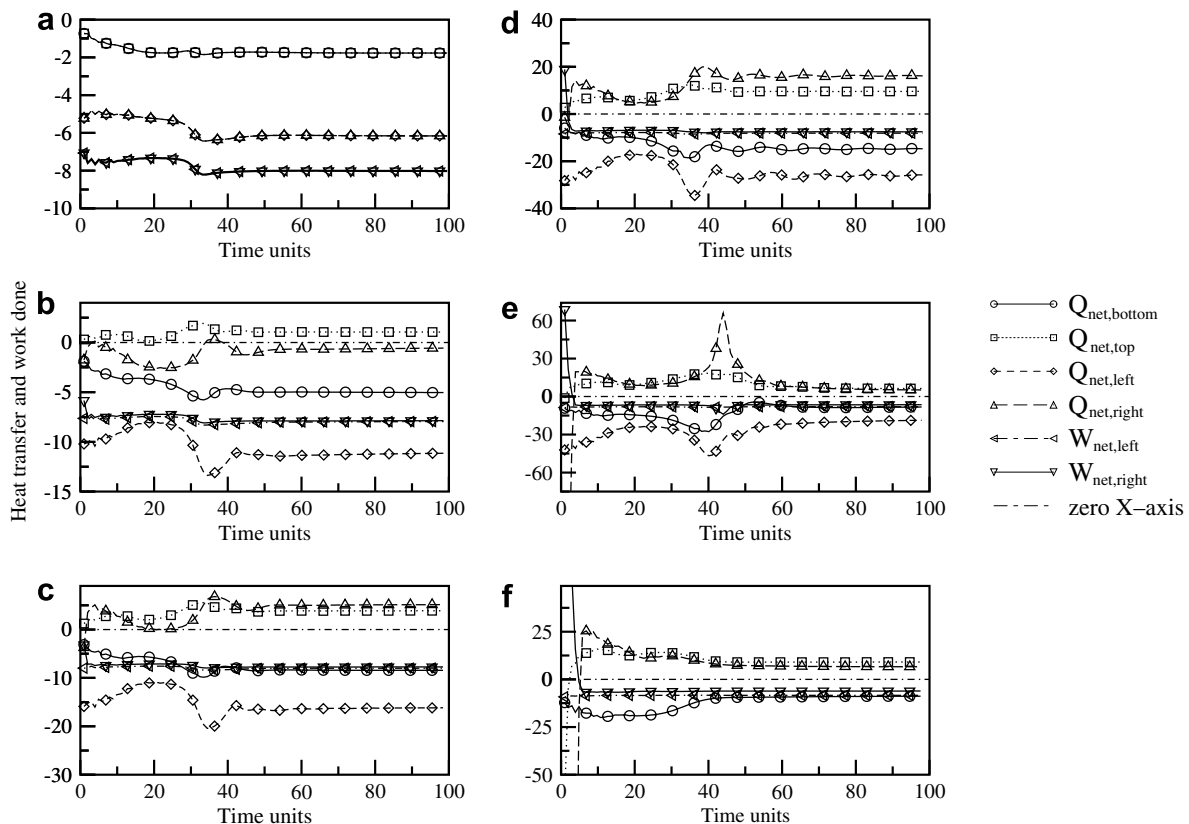 a
0
-2
-4
-6
-8
-10
0 20 40 60 80 100
Time units
b
0
-5
-10
-15
0 20 40 60 80 100
Time units
c
0
-10
-20
-30
0 20 40 60 80 100
Time units
Heat transfer and work done
d
40
20
0
-20
-40
0 20 40 60 80 100
Time units
e
60
30
0
-30
-60
0 20 40 60 80 100
Time units
f
25
0
-25
-50
0 20 40 60 80 100
Time units
Qnet,bottom
Qnet,top
Qnet,left
Qnet,right
Wnet,left
Wnet,right
zero X–axis